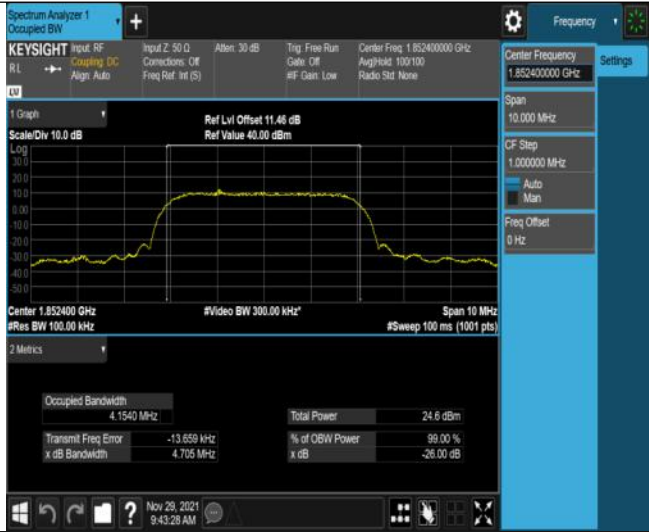 Spectrum Analyzer 1
Occupied BW
+
Frequency
KEYSIGHT Input: RF Input Z: 50 Ω Atten: 30 dB Trig: Free Run Center Freq: 1.852400000 GHz
RL Coupling: DC Corrections: Off Gate: Off Avg|Hold: 100/100
Align: Auto Freq Ref: Int (S) #IF Gain: Low Radio Std: None
LV
Center Frequency
1.852400000 GHz
Settings
Span
10.000 MHz
CF Step
1.000000 MHz
Auto
Man
Freq Offset
0 Hz
1 Graph
Ref Lvl Offset 11.46 dB
Scale/Div 10.0 dB Ref Value 40.00 dBm
Log
30.0
20.0
10.0
0.00
-10.0
-20.0
-30.0
-40.0
-50.0
Center 1.852400 GHz #Video BW 300.00 kHz* Span 10 MHz
#Res BW 100.00 kHz #Sweep 100 ms (1001 pts)
2 Metrics
Occupied Bandwidth
4.1540 MHz Total Power 24.6 dBm
Transmit Freq Error -13.659 kHz % of OBW Power 99.00 %
x dB Bandwidth 4.705 MHz x dB -26.00 dB
?
Nov 29, 2021
9:43:28 AM